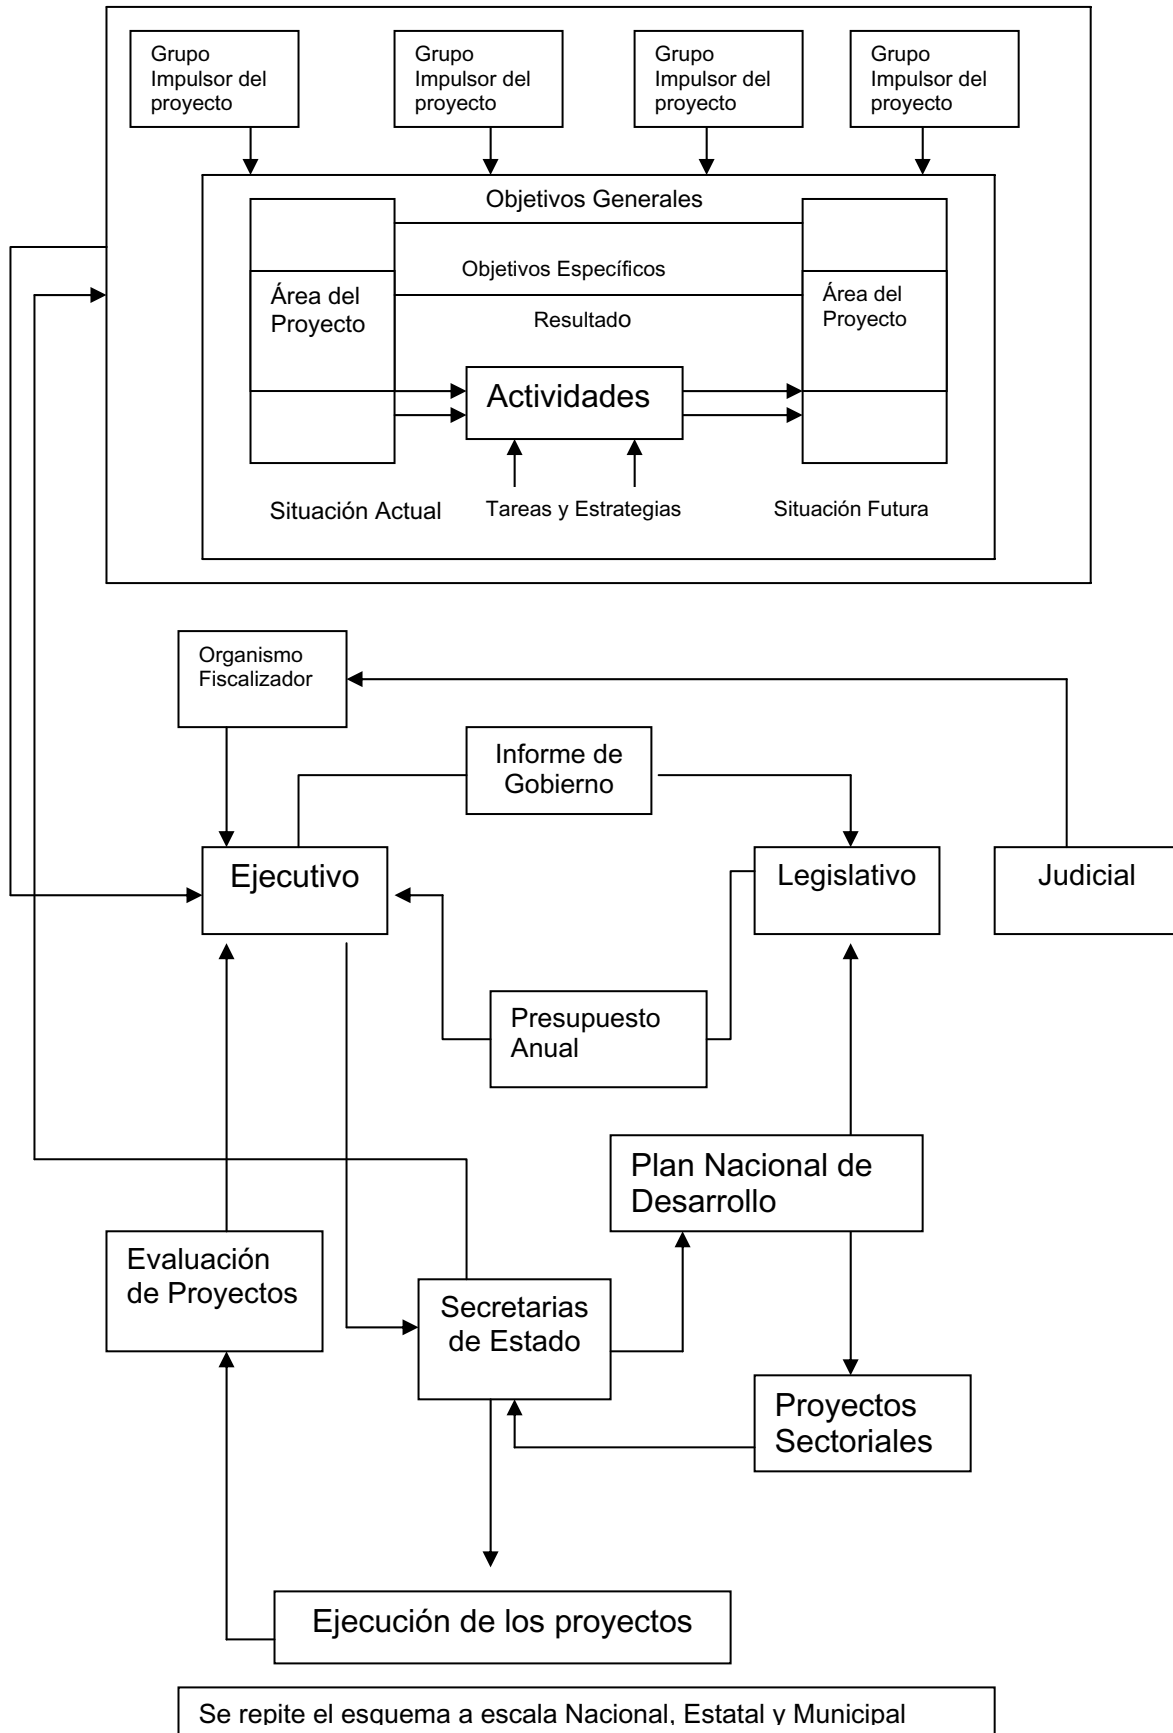 Grupo
Impulsor del
proyecto
Grupo
Impulsor del
proyecto
Grupo
Impulsor del
proyecto
Grupo
Impulsor del
proyecto
Objetivos Generales
Objetivos Específicos
Área del
Proyecto
Resultado
Área del
Proyecto
Actividades
Situación Actual
Tareas y Estrategias
Situación Futura
Organismo
Fiscalizador
Informe de
Gobierno
Ejecutivo
Legislativo
Judicial
Presupuesto
Anual
Plan Nacional de
Desarrollo
Evaluación
de Proyectos
Secretarias
de Estado
Proyectos
Sectoriales
Ejecución de los proyectos
Se repite el esquema a escala Nacional, Estatal y Municipal